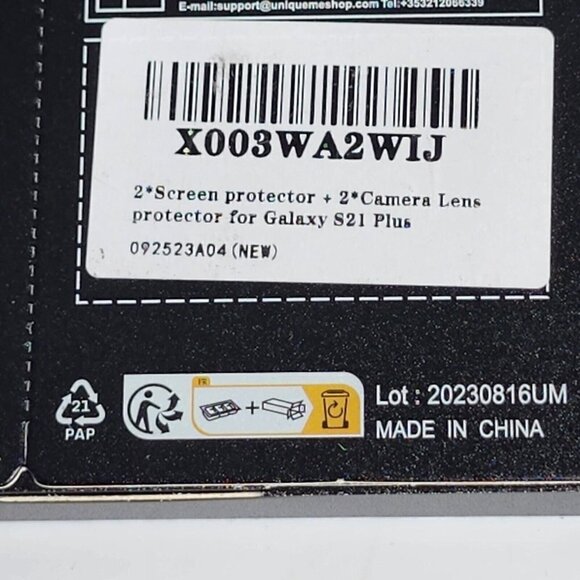 E-mail:support@uniquemeshop.com Tel:+353212066339
X003WA2WIJ
2*Screen protector + 2*Camera Lens
protector for Galaxy S21 Plus
092523A04(NEW)
21
PAP
FR
+
Lot : 20230816UM
MADE IN CHINA